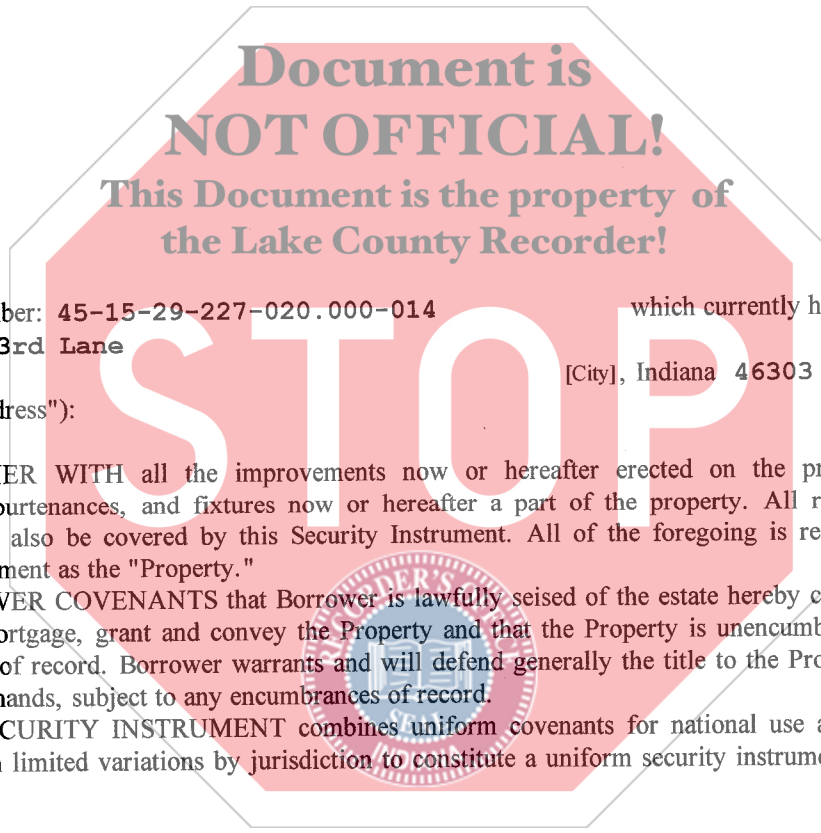 Document is
NOT OFFICIAL!
This Document is the property of
the Lake County Recorder!
ber: 45-15-29-227-020.000-014 which currently h
3rd Lane
[City], Indiana 46303
dress"):
STOP
ER WITH all the improvements now or hereafter erected on the pr
purtenances, and fixtures now or hereafter a part of the property. All r
also be covered by this Security Instrument. All of the foregoing is re
ment as the "Property."
WER COVENANTS that Borrower is lawfully seised of the estate hereby c
ortgage, grant and convey the Property and that the Property is unencumb
of record. Borrower warrants and will defend generally the title to the Pro
nands, subject to any encumbrances of record.
CURITY INSTRUMENT combines uniform covenants for national use a
limited variations by jurisdiction to constitute a uniform security instrume
RECORDER'S OFFICE
SEAL
INDIANA